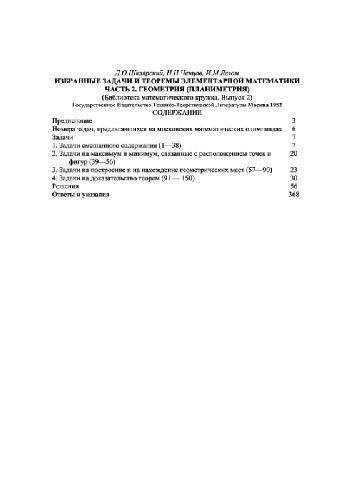 Д.О.Шклярский, Н.Н.Ченцов, И.М.Яглом
ИЗБРАННЫЕ ЗАДАЧИ И ТЕОРЕМЫ ЭЛЕМЕНТАРНОЙ МАТЕМАТИКИ
ЧАСТЬ 2. ГЕОМЕТРИЯ (ПЛАНИМЕТРИЯ)
(Библиотека математического кружка. Выпуск 2)
Государственное Издательство Технико-Теоретической Литературы Москва 1952
СОДЕРЖАНИЕ
Предисловие 3
Номера задач, предлагавшихся на московских математических олимпиадах 6
Задачи 7
1. Задачи смешанного содержания (1—38) 7
2. Задачи на максимум и минимум, связанные с расположением точек и 20
фигур (39—56)
3. Задачи на построение и на нахождение геометрических мест (57—90) 23
4. Задачи на доказательство теорем (91 — 150) 30
Решения 56
Ответы и указания 368